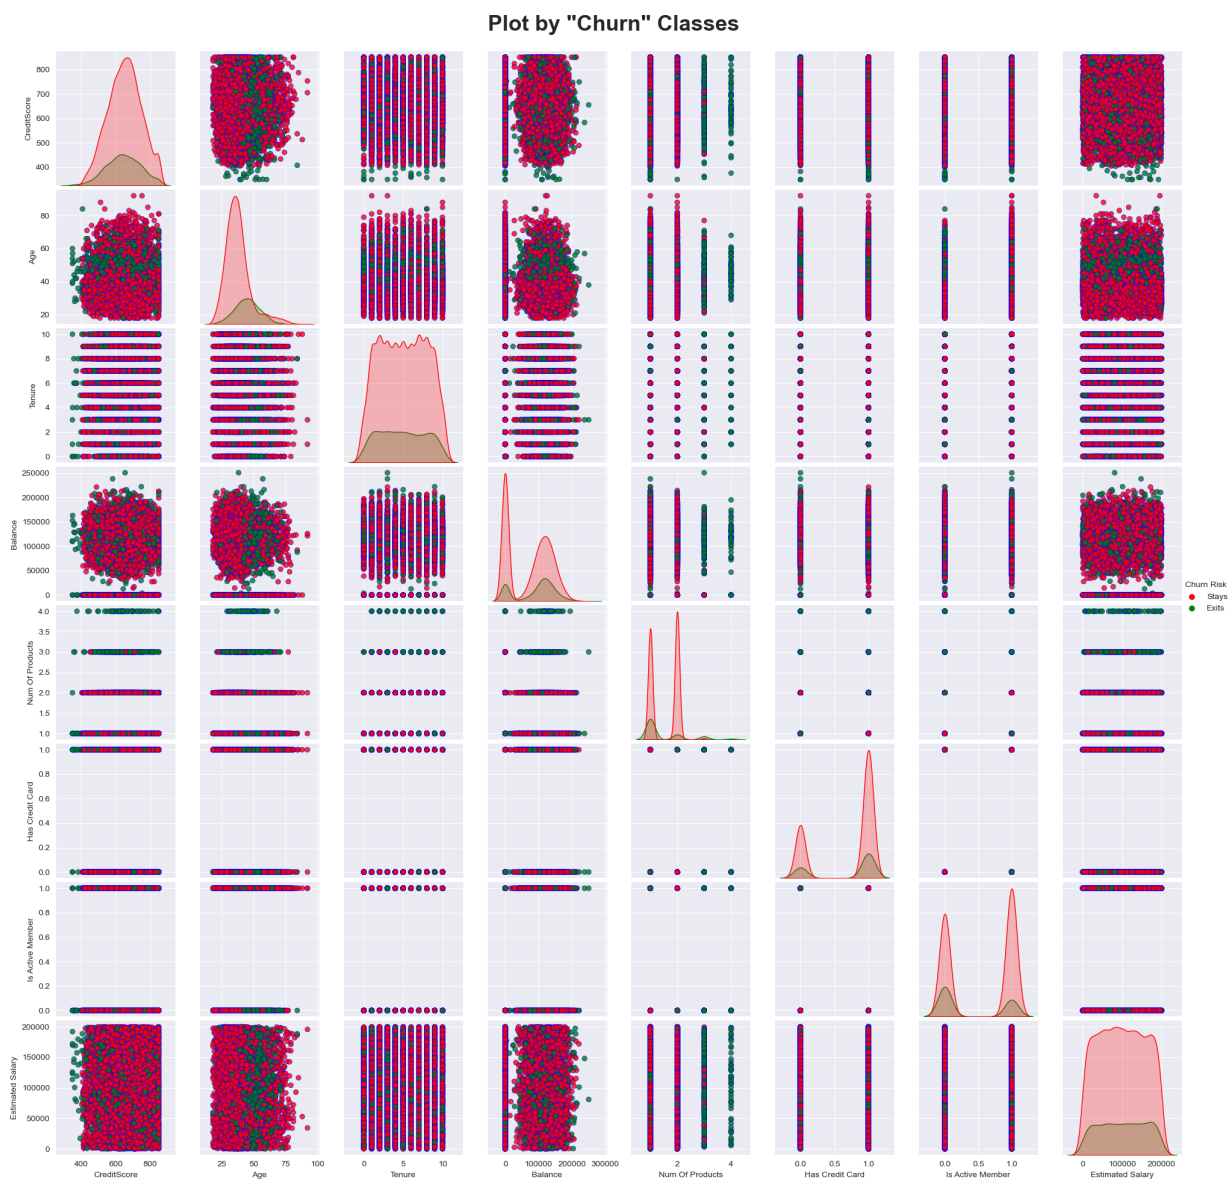 Plot by "Churn" Classes
CreditScore
800
700
600
500
400
Age
80
60
40
20
Tenure
10
8
6
4
2
0
Balance
250000
200000
150000
100000
50000
0
Num Of Products
4.0
3.5
3.0
2.5
2.0
1.5
1.0
Has Credit Card
1.0
0.8
0.6
0.4
0.2
0.0
Is Active Member
1.0
0.8
0.6
0.4
0.2
0.0
Estimated Salary
200000
150000
100000
50000
0
400 600 800
CreditScore
25 50 75 100
Age
0 5 10
Tenure
0 100000 200000 300000
Balance
2 4
Num Of Products
0.0 0.5 1.0
Has Credit Card
0.0 0.5 1.0
Is Active Member
0 100000 200000
Estimated Salary
Churn Risk
Stays
Exits